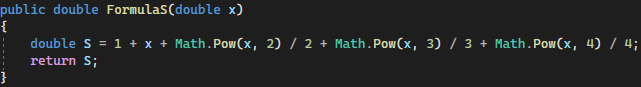 public double FormulaS(double x)
{
double S = 1 + x + Math.Pow(x, 2) / 2 + Math.Pow(x, 3) / 3 + Math.Pow(x, 4) / 4;
return S;
}